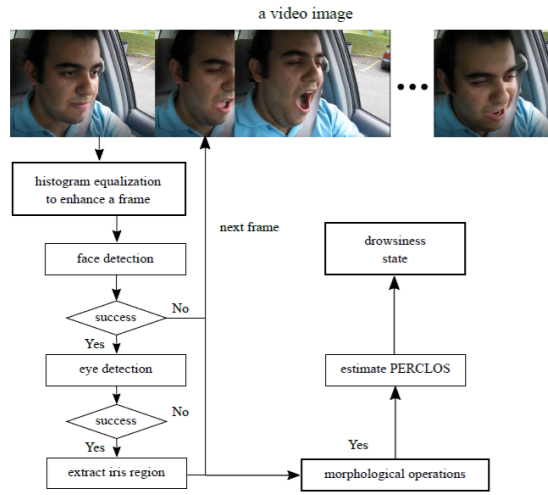 a video image
histogram equalization
to enhance a frame
next frame
drowsiness
state
face detection
success
No
Yes
eye detection
estimate PERCLOS
success
No
Yes
Yes
extract iris region
morphological operations